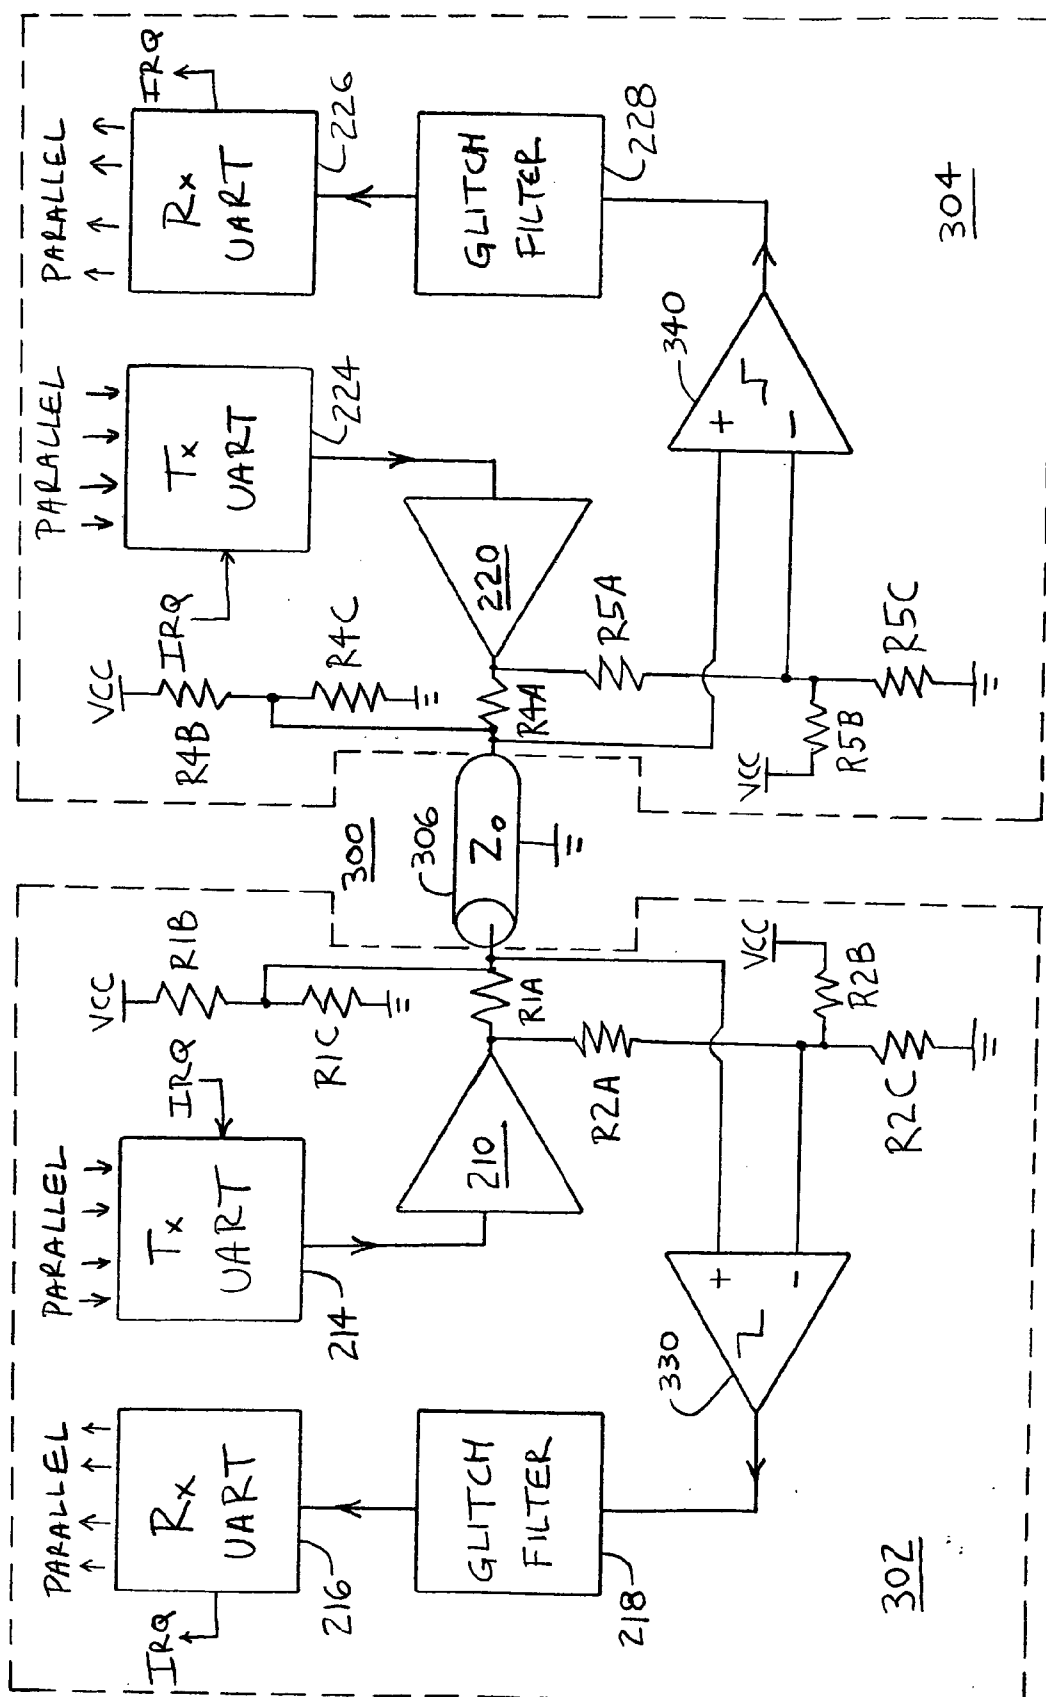 PARALLEL
PARALLEL
PARALLEL
PARALLEL
IRQ
Rx
UART
216
Tx
UART
214
IRQ
VCC
R1B
R1C
VCC
R4B
R4C
IRQ
Tx
UART
224
Rx
UART
226
IRQ
GLITCH
FILTER
218
210
R1A
300
306
Z₀
R4A
220
GLITCH
FILTER
228
R2A
R5A
330
+
−
VCC
R2B
R2C
VCC
R5B
R5C
340
+
−
302
304